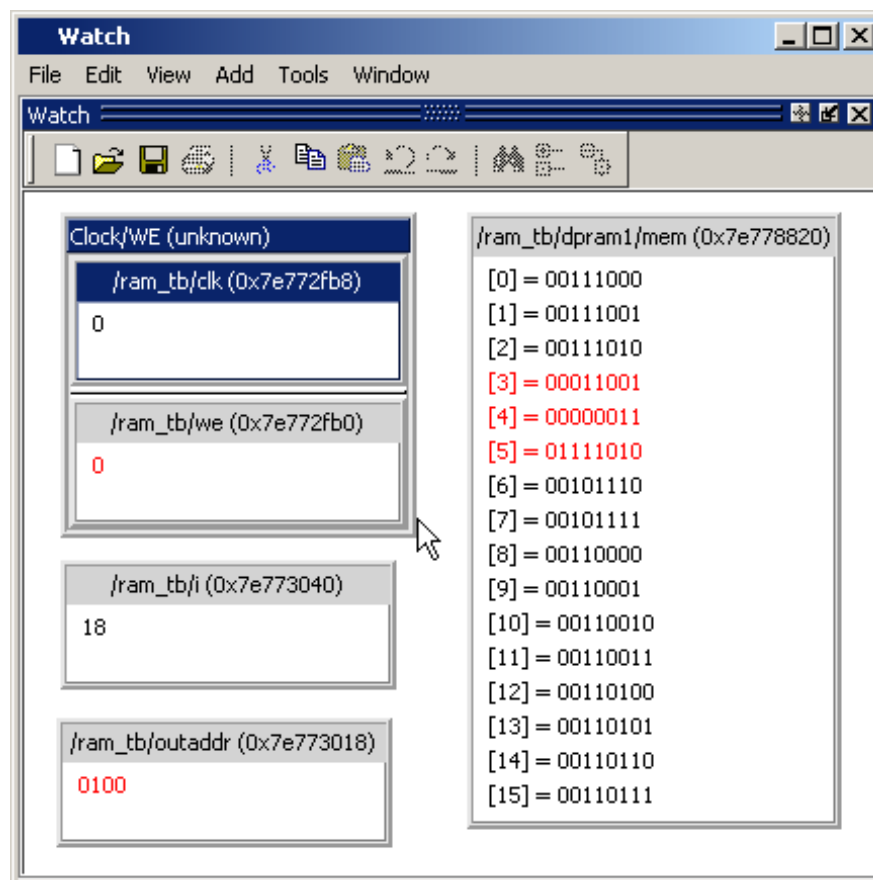 Watch
File Edit View Add Tools Window
Watch
Clock/WE (unknown)
/ram_tb/clk (0x7e772fb8)
0
/ram_tb/we (0x7e772fb0)
0
/ram_tb/i (0x7e773040)
18
/ram_tb/outaddr (0x7e773018)
0100
/ram_tb/dpram1/mem (0x7e778820)
[0] = 00111000
[1] = 00111001
[2] = 00111010
[3] = 00011001
[4] = 00000011
[5] = 01111010
[6] = 00101110
[7] = 00101111
[8] = 00110000
[9] = 00110001
[10] = 00110010
[11] = 00110011
[12] = 00110100
[13] = 00110101
[14] = 00110110
[15] = 00110111